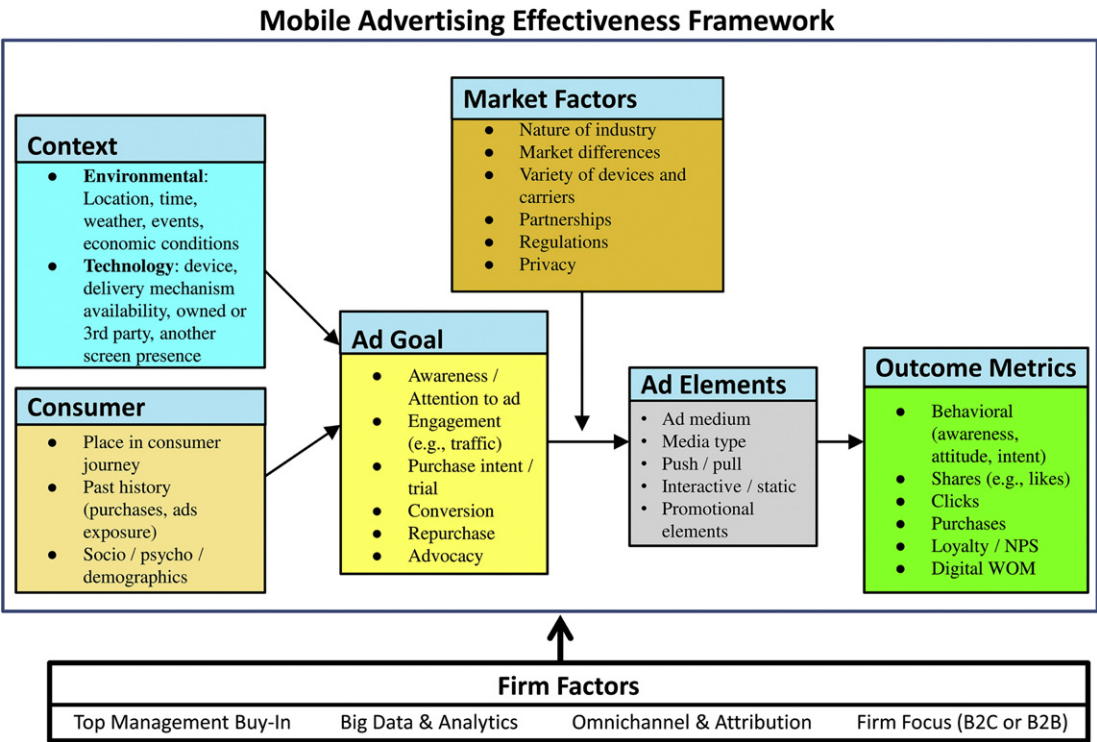 Mobile Advertising Effectiveness Framework
Context
● Environmental:
Location, time,
weather, events,
economic conditions
● Technology: device,
delivery mechanism
availability, owned or
3rd party, another
screen presence
Consumer
● Place in consumer
journey
● Past history
(purchases, ads
exposure)
● Socio / psycho /
demographics
Market Factors
● Nature of industry
● Market differences
● Variety of devices and
carriers
● Partnerships
● Regulations
● Privacy
Ad Goal
● Awareness /
Attention to ad
● Engagement
(e.g., traffic)
● Purchase intent /
trial
● Conversion
● Repurchase
● Advocacy
Ad Elements
• Ad medium
• Media type
• Push / pull
• Interactive / static
• Promotional
elements
Outcome Metrics
● Behavioral
(awareness,
attitude, intent)
● Shares (e.g., likes)
● Clicks
● Purchases
● Loyalty / NPS
● Digital WOM
Firm Factors
Top Management Buy-In Big Data & Analytics Omnichannel & Attribution Firm Focus (B2C or B2B)